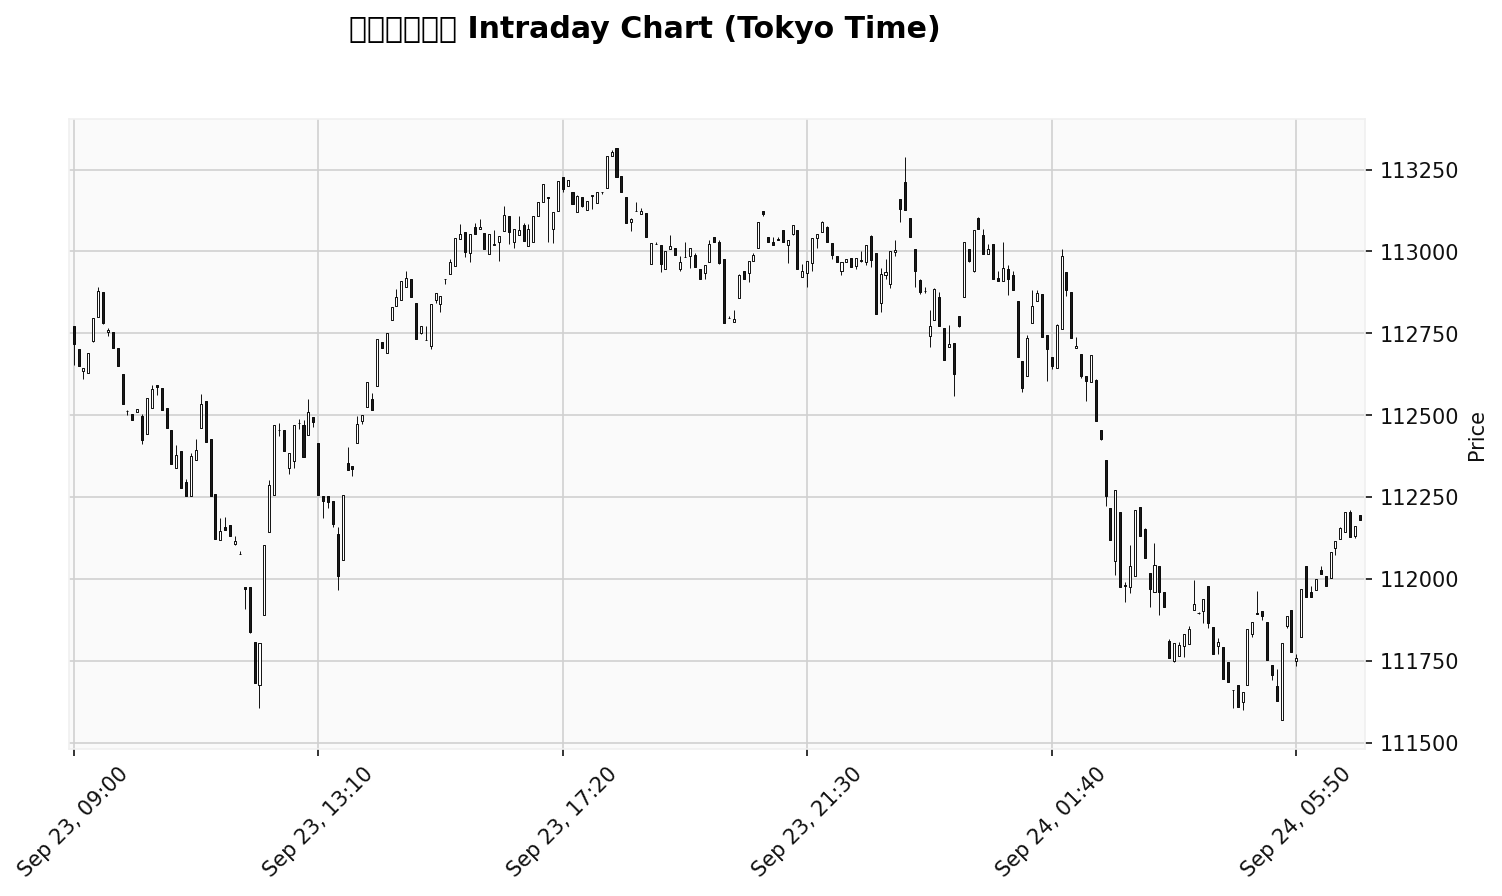 Intraday Chart (Tokyo Time)
113250
113000
112750
112500
112250
112000
111750
111500
Price
Sep 23, 09:00
Sep 23, 13:10
Sep 23, 17:20
Sep 23, 21:30
Sep 24, 01:40
Sep 24, 05:50